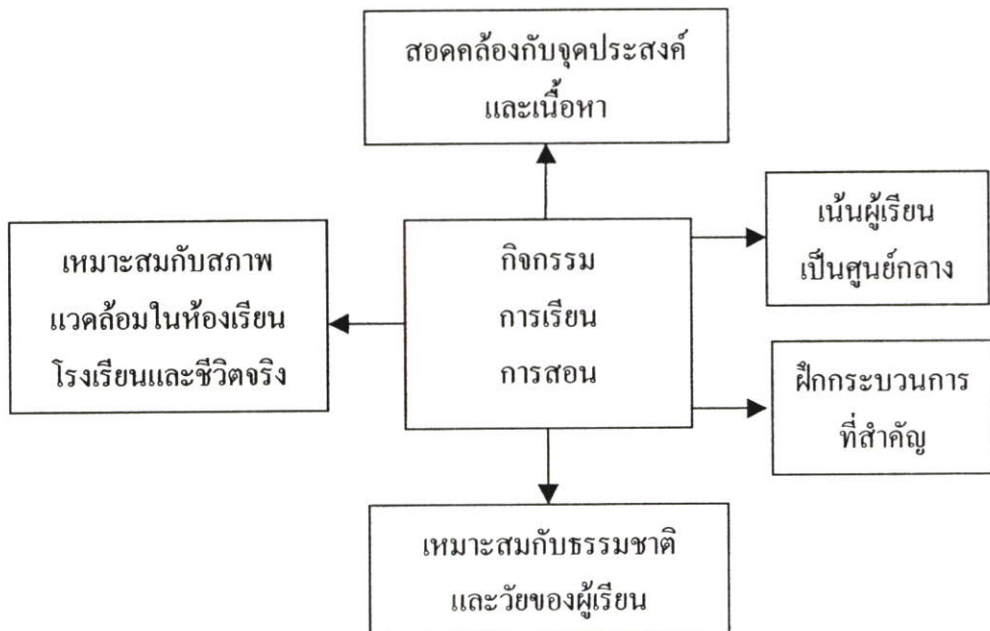 สอดคล้องกับจุดประสงค์
และเนื้อหา
เน้นผู้เรียน
เป็นศูนย์กลาง
เหมาะสมกับสภาพ
แวดล้อมในห้องเรียน
โรงเรียนและชีวิตจริง
กิจกรรม
การเรียน
การสอน
ฝึกกระบวนการ
ที่สำคัญ
เหมาะสมกับธรรมชาติ
และวัยของผู้เรียน